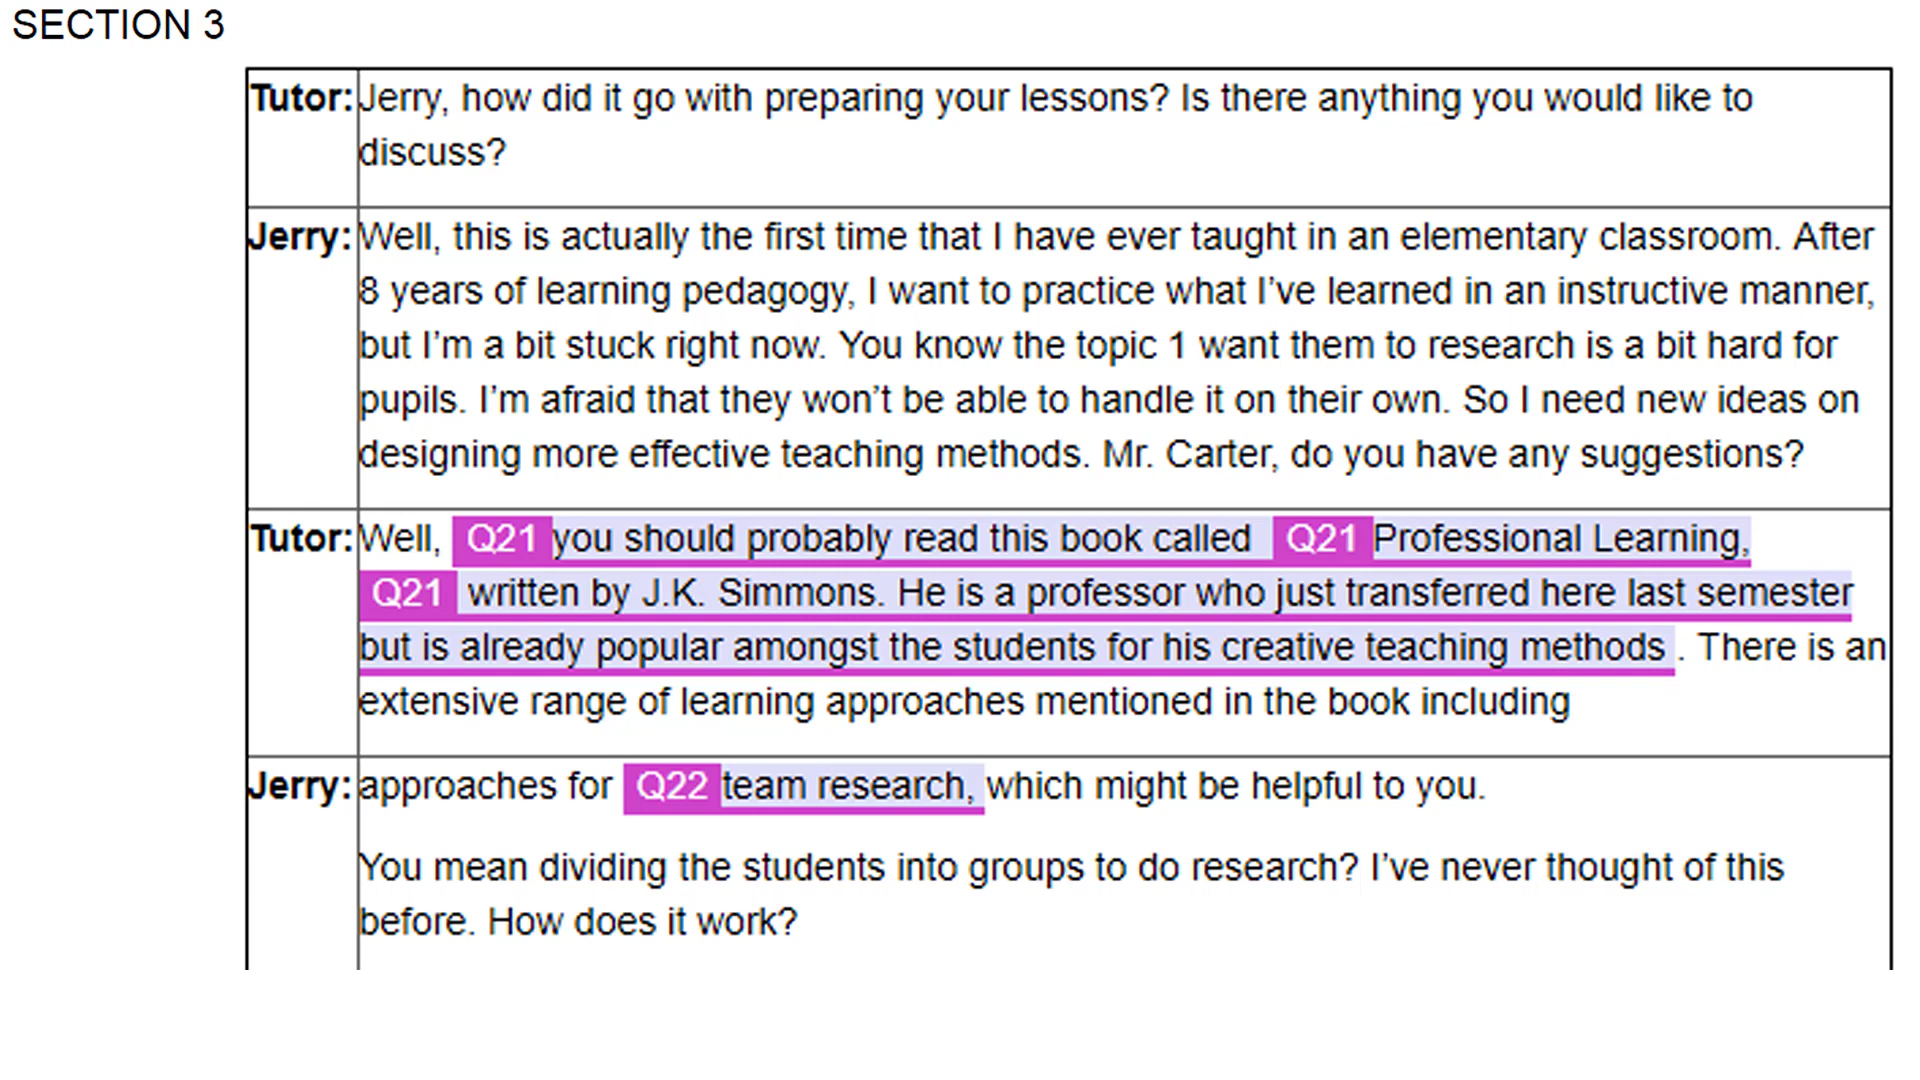 SECTION 3
Tutor: Jerry, how did it go with preparing your lessons? Is there anything you would like to
discuss?
Jerry: Well, this is actually the first time that I have ever taught in an elementary classroom. After
8 years of learning pedagogy, I want to practice what I’ve learned in an instructive manner,
but I’m a bit stuck right now. You know the topic 1 want them to research is a bit hard for
pupils. I’m afraid that they won’t be able to handle it on their own. So I need new ideas on
designing more effective teaching methods. Mr. Carter, do you have any suggestions?
Tutor: Well, Q21 you should probably read this book called Q21 Professional Learning,
Q21 written by J.K. Simmons. He is a professor who just transferred here last semester
but is already popular amongst the students for his creative teaching methods . There is an
extensive range of learning approaches mentioned in the book including
Jerry: approaches for Q22 team research, which might be helpful to you.
You mean dividing the students into groups to do research? I’ve never thought of this
before. How does it work?